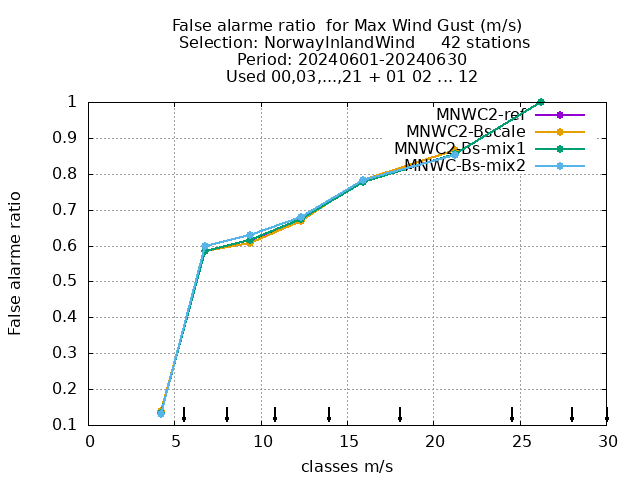 False alarme ratio  for Max Wind Gust (m/s)
Selection: NorwayInlandWind     42 stations
Period: 20240601-20240630
Used 00,03,...,21 + 01 02 ... 12
1
0.9
0.8
0.7
0.6
0.5
0.4
0.3
0.2
0.1
False alarme ratio
MNWC2-ref
MNWC2-Bscale
MNWC2-Bs-mix1
MNWC-Bs-mix2
0 5 10 15 20 25 30
classes m/s